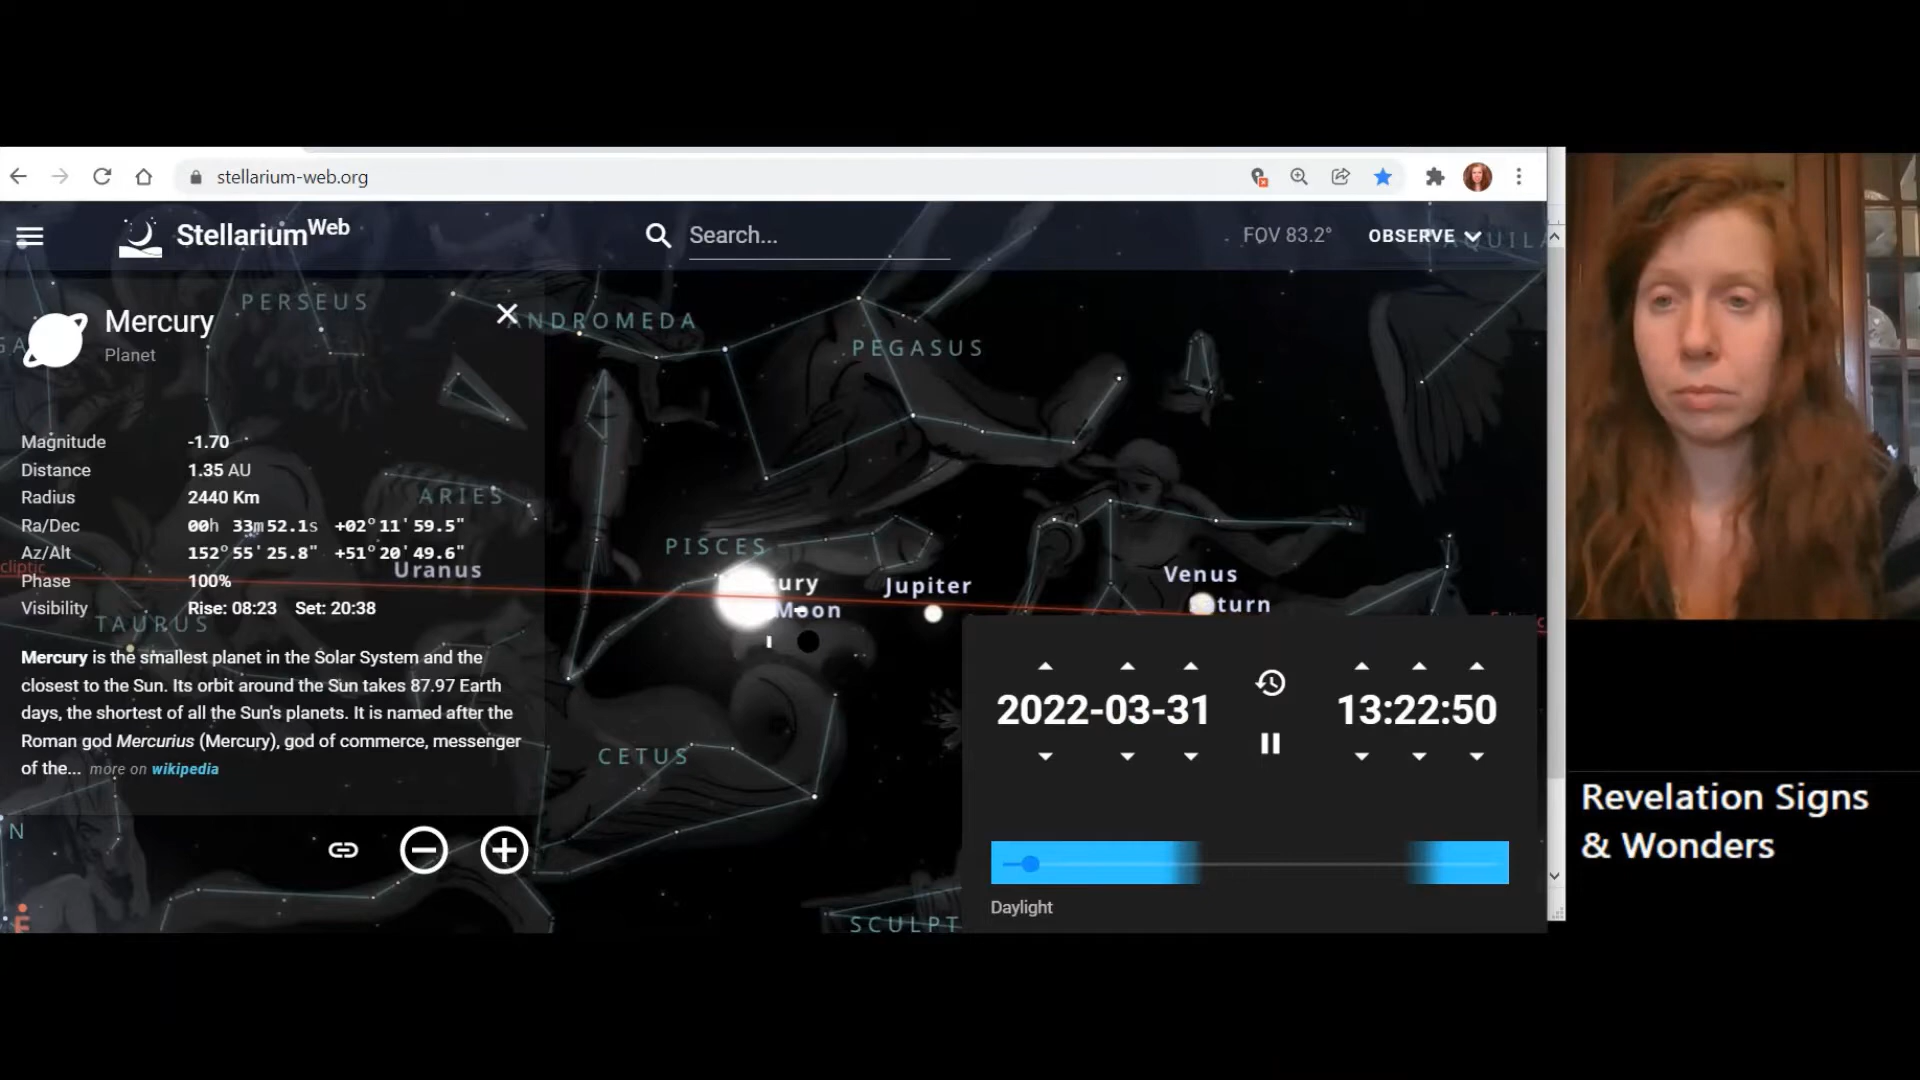 stellarium-web.org
StellariumWeb
Search...
FOV 83.2°
OBSERVE
AQUILA
PERSEUS
ANDROMEDA
PEGASUS
Mercury
Planet
Magnitude -1.70
Distance 1.35 AU
Radius 2440 Km
Ra/Dec 00h 33m 52.1s +02° 11' 59.5"
Az/Alt 152° 55' 25.8" +51° 20' 49.6"
Phase 100%
Visibility Rise: 08:23 Set: 20:38
ARIES
Uranus
TAURUS
PISCES
Moon
Jupiter
Venus
Saturn
Mercury is the smallest planet in the Solar System and the
closest to the Sun. Its orbit around the Sun takes 87.97 Earth
days, the shortest of all the Sun's planets. It is named after the
Roman god Mercurius (Mercury), god of commerce, messenger
of the... more on wikipedia
CETUS
SCULPT
N
E
2022-03-31
13:22:50
Daylight
Revelation Signs
& Wonders